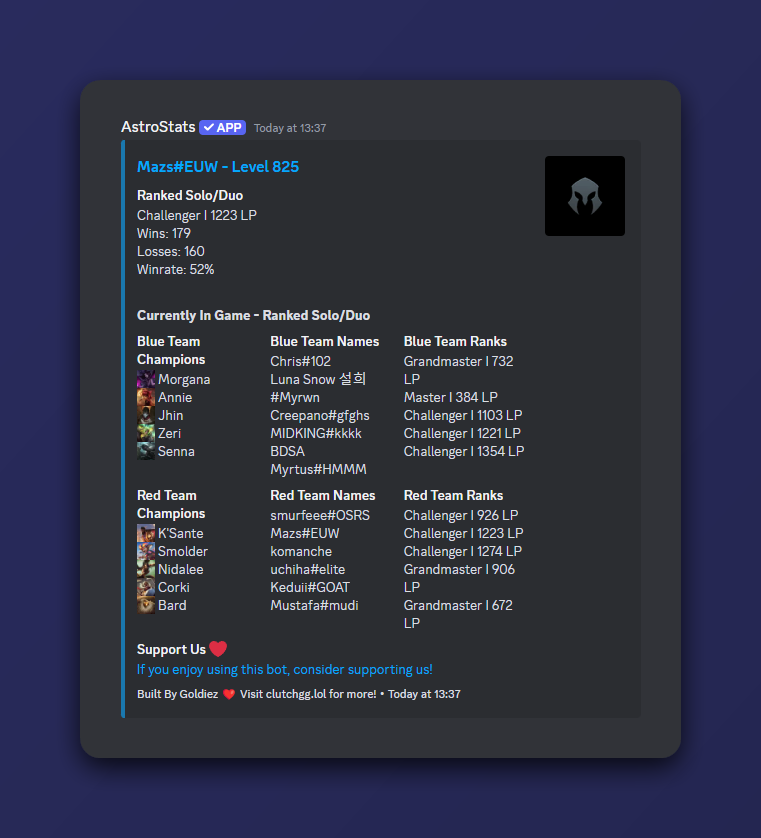 AstroStats ✓ APP Today at 13:37
Mazs#EUW - Level 825
Ranked Solo/Duo
Challenger I 1223 LP
Wins: 179
Losses: 160
Winrate: 52%
Currently In Game - Ranked Solo/Duo
Blue Team
Champions
Morgana
Annie
Jhin
Zeri
Senna
Blue Team Names
Chris#102
Luna Snow 설희
#Myrwn
Creepano#gfghs
MIDKING#kkkk
BDSA
Myrtus#HMMM
Blue Team Ranks
Grandmaster I 732
LP
Master I 384 LP
Challenger I 1103 LP
Challenger I 1221 LP
Challenger I 1354 LP
Red Team
Champions
K'Sante
Smolder
Nidalee
Corki
Bard
Red Team Names
smurfeee#OSRS
Mazs#EUW
komanche
uchiha#elite
Keduii#GOAT
Mustafa#mudi
Red Team Ranks
Challenger I 926 LP
Challenger I 1223 LP
Challenger I 1274 LP
Grandmaster I 906
LP
Grandmaster I 672
LP
Support Us ❤️
If you enjoy using this bot, consider supporting us!
Built By Goldiez ❤️ Visit clutchgg.lol for more! • Today at 13:37